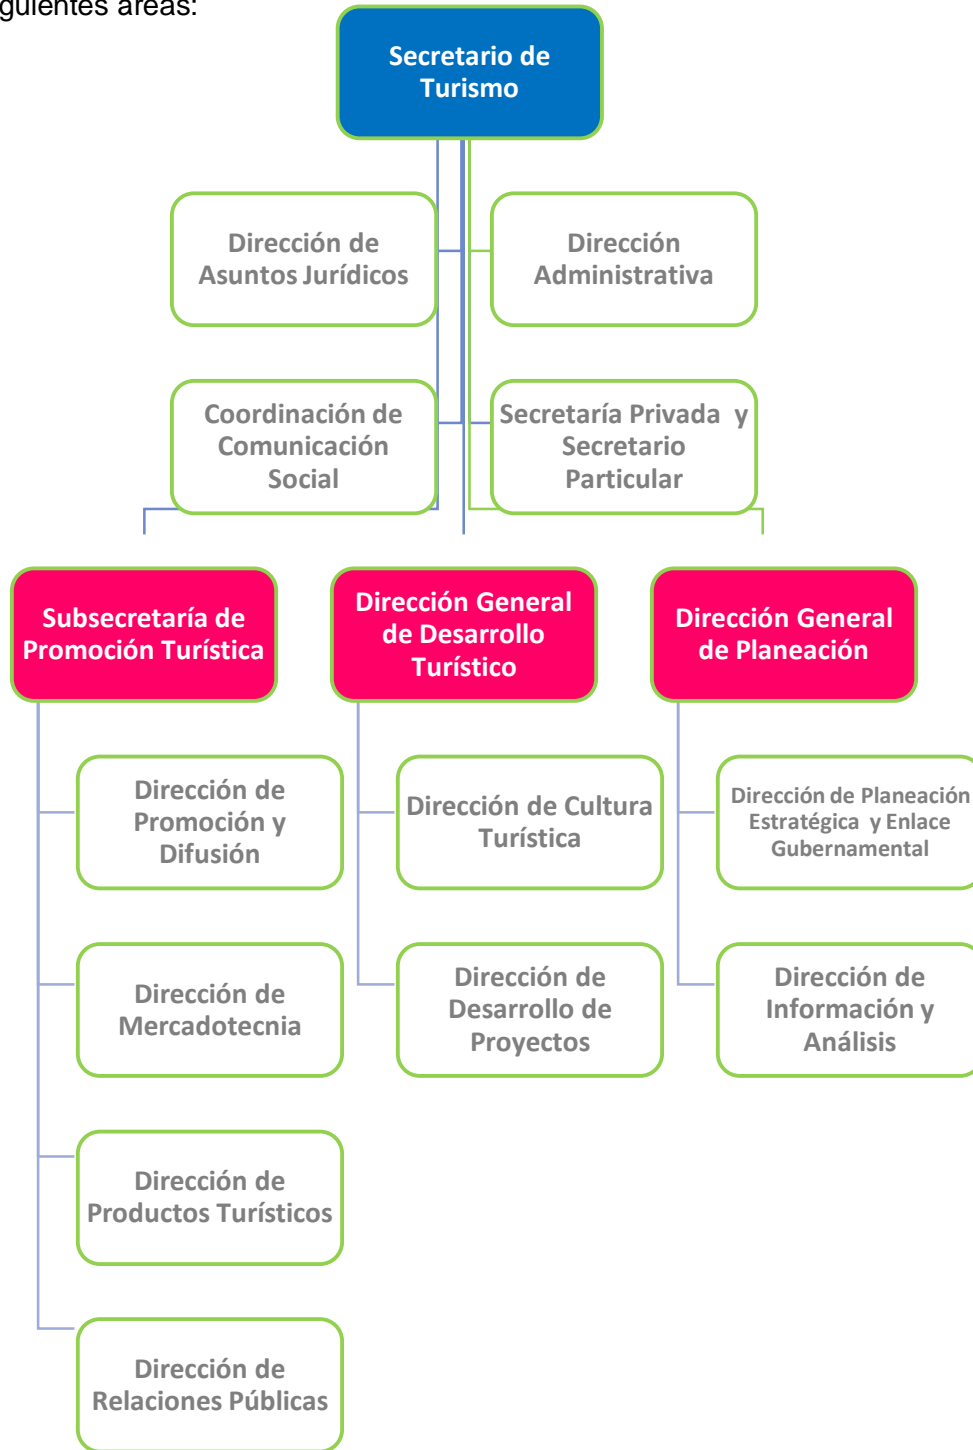 guientes áreas:
Secretario de
Turismo
Dirección de
Asuntos Jurídicos
Dirección
Administrativa
Coordinación de
Comunicación
Social
Secretaría Privada y
Secretario
Particular
Subsecretaría de
Promoción Turística
Dirección General
de Desarrollo
Turístico
Dirección General
de Planeación
Dirección de
Promoción y
Difusión
Dirección de
Mercadotecnia
Dirección de
Productos Turísticos
Dirección de
Relaciones Públicas
Dirección de Cultura
Turística
Dirección de
Desarrollo de
Proyectos
Dirección de Planeación
Estratégica y Enlace
Gubernamental
Dirección de
Información y
Análisis